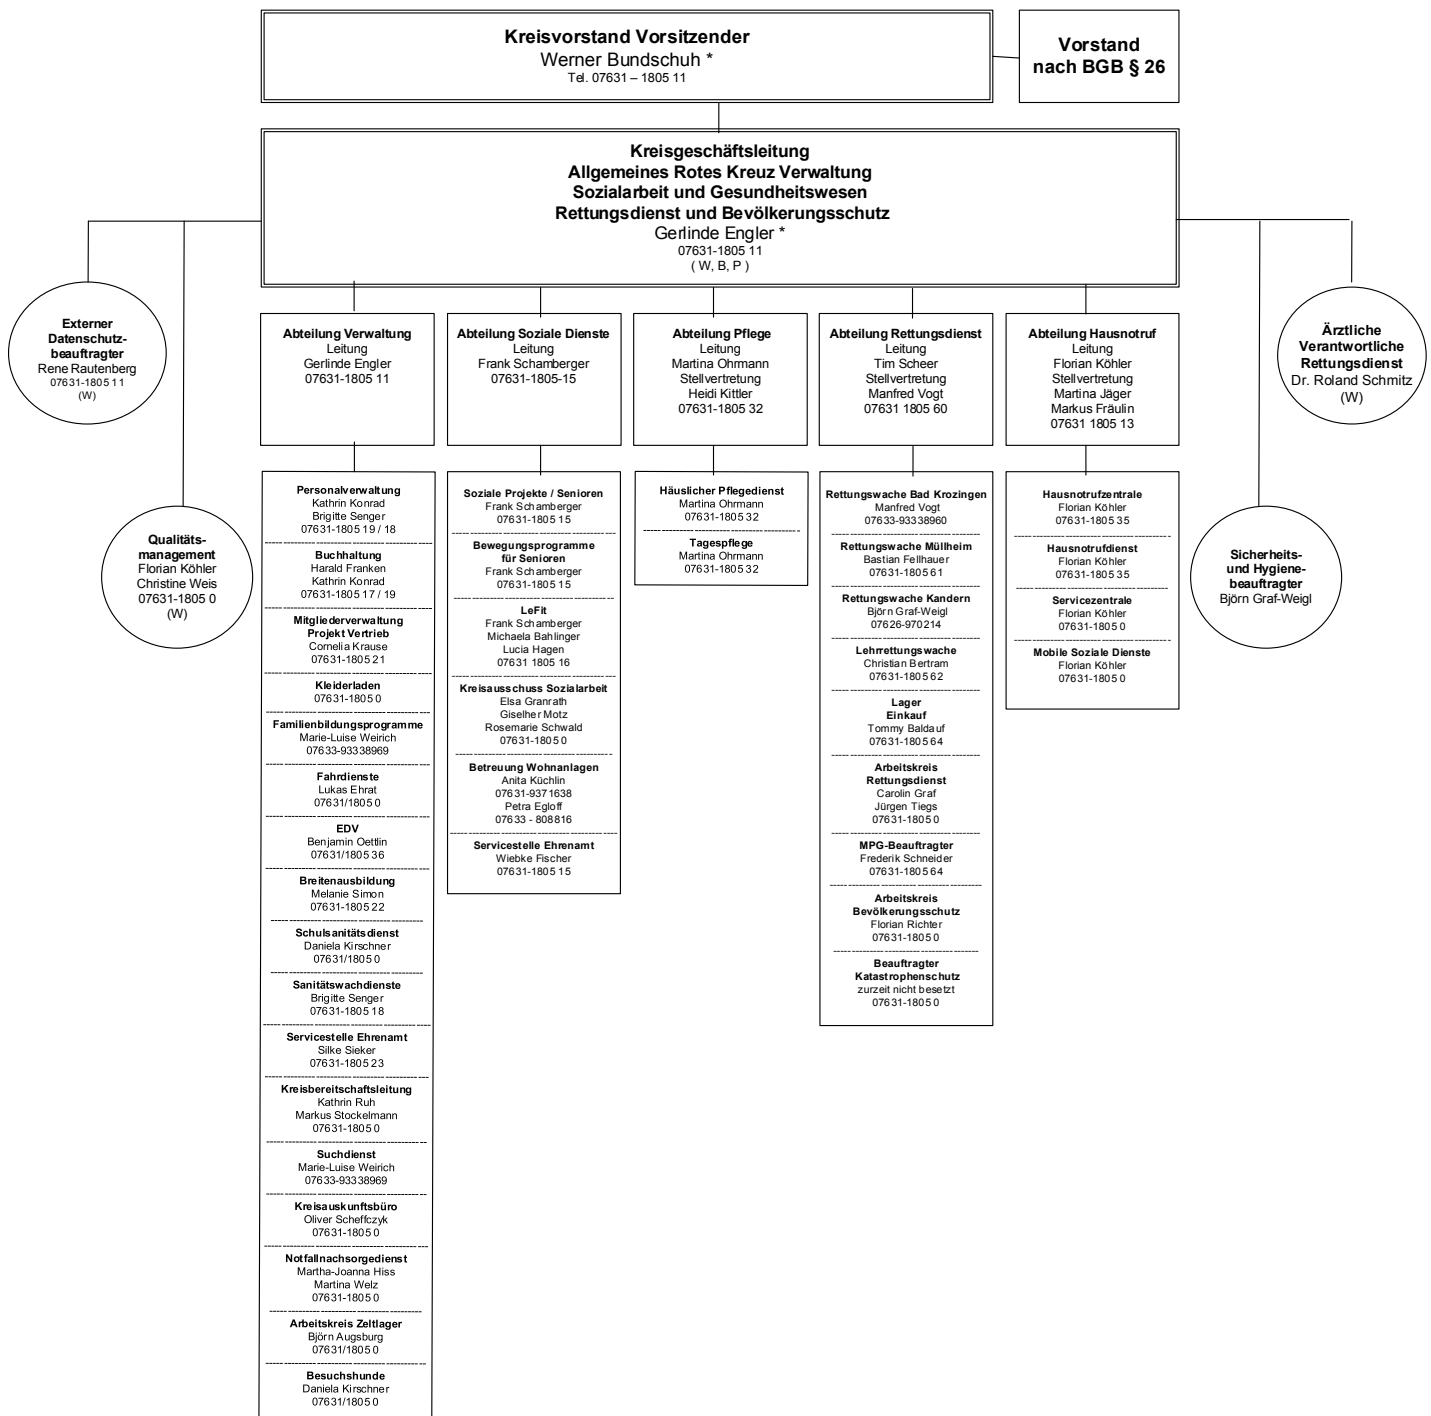 Kreisvorstand Vorsitzender
Werner Bundschuh *
Tel. 07631 – 1805 11
Vorstand
nach BGB § 26
Kreisgeschäftsleitung
Allgemeines Rotes Kreuz Verwaltung
Sozialarbeit und Gesundheitswesen
Rettungsdienst und Bevölkerungsschutz
Gerlinde Engler *
07631-1805 11
( W, B, P )
Externer
Datenschutz-
beauftragter
Rene Rautenberg
07631-1805 11
(W)
Qualitäts-
management
Florian Köhler
Christine Weis
07631-1805 0
(W)
Abteilung Verwaltung
Leitung
Gerlinde Engler
07631-1805 11
Abteilung Soziale Dienste
Leitung
Frank Schamberger
07631-1805-15
Abteilung Pflege
Leitung
Martina Ohrmann
Stellvertretung
Heidi Kittler
07631-1805 32
Abteilung Rettungsdienst
Leitung
Tim Scheer
Stellvertretung
Manfred Vogt
07631 1805 60
Abteilung Hausnotruf
Leitung
Florian Köhler
Stellvertretung
Martina Jäger
Markus Fräulin
07631 1805 13
Ärztliche
Verantwortliche
Rettungsdienst
Dr. Roland Schmitz
(W)
Sicherheits-
und Hygiene-
beauftragter
Björn Graf-Weigl
Personalverwaltung
Kathrin Konrad
Brigitte Senger
07631-1805 19 / 18
Buchhaltung
Harald Franken
Kathrin Konrad
07631-1805 17 / 19
Mitgliederverwaltung
Projekt Vertrieb
Cornelia Krause
07631-1805 21
Kleiderladen
07631-1805 0
Familienbildungsprogramme
Marie-Luise Weirich
07633-93338969
Fahrdienste
Lukas Ehrat
07631/1805 0
EDV
Benjamin Oettlin
07631/1805 36
Breitenausbildung
Melanie Simon
07631-1805 22
Schulsanitätsdienst
Daniela Kirschner
07631/1805 0
Sanitätswachdienste
Brigitte Senger
07631-1805 18
Servicestelle Ehrenamt
Silke Sieker
07631-1805 23
Kreisbereitschaftsleitung
Kathrin Ruh
Markus Stockelmann
07631-1805 0
Suchdienst
Marie-Luise Weirich
07633-93338969
Kreisauskunftsbüro
Oliver Scheffczyk
07631-1805 0
Notfallnachsorgedienst
Martha-Joanna Hiss
Martina Welz
07631-1805 0
Arbeitskreis Zeltlager
Björn Augsburg
07631/1805 0
Besuchshunde
Daniela Kirschner
07631/1805 0
Soziale Projekte / Senioren
Frank Schamberger
07631-1805 15
Bewegungsprogramme
für Senioren
Frank Schamberger
07631-1805 15
LeFit
Frank Schamberger
Michaela Bahlinger
Lucia Hagen
07631 1805 16
Kreisausschuss Sozialarbeit
Elsa Granrath
Giselher Motz
Rosemarie Schwald
07631-1805 0
Betreuung Wohnanlagen
Anita Küchlin
07631-9371638
Petra Egloff
07633 - 808816
Servicestelle Ehrenamt
Wiebke Fischer
07631-1805 15
Häuslicher Pflegedienst
Martina Ohrmann
07631-1805 32
Tagespflege
Martina Ohrmann
07631-1805 32
Rettungswache Bad Krozingen
Manfred Vogt
07633-93338960
Rettungswache Müllheim
Bastian Fellhauer
07631-1805 61
Rettungswache Kandern
Björn Graf-Weigl
07626-970214
Lehrrettungswache
Christian Bertram
07631-1805 62
Lager
Einkauf
Tommy Baldauf
07631-1805 64
Arbeitskreis
Rettungsdienst
Carolin Graf
Jürgen Tiegs
07631-1805 0
MPG-Beauftragter
Frederik Schneider
07631-1805 64
Arbeitskreis
Bevölkerungsschutz
Florian Richter
07631-1805 0
Beauftragter
Katastrophenschutz
zurzeit nicht besetzt
07631-1805 0
Hausnotrufzentrale
Florian Köhler
07631-1805 35
Hausnotrufdienst
Florian Köhler
07631-1805 35
Servicezentrale
Florian Köhler
07631-1805 0
Mobile Soziale Dienste
Florian Köhler
07631-1805 0